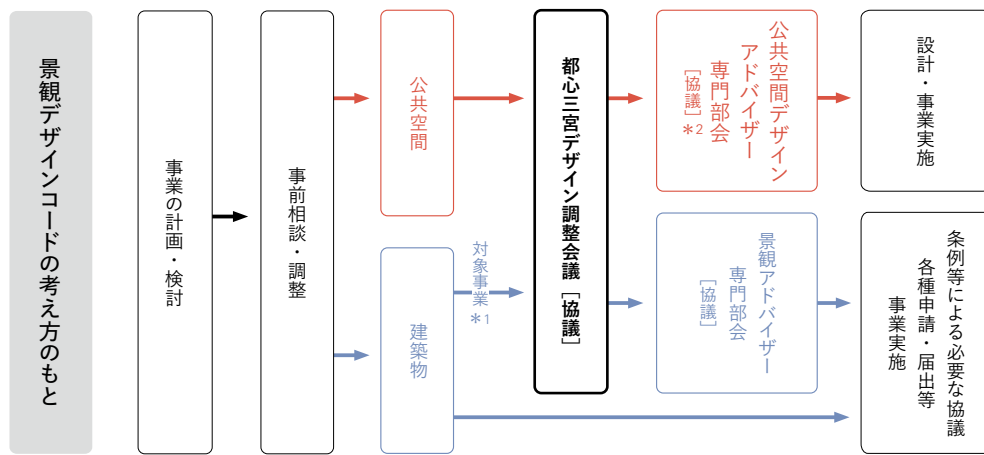 景観デザインコードの考え方のもと
事業の計画・検討
事前相談・調整
公共空間
建築物
対象事業
＊1
都心三宮デザイン調整会議［協議］
公共空間デザイン
アドバイザー
専門部会
［協議］＊2
景観アドバイザー
専門部会
［協議］
設計・事業実施
条例等による必要な協議
各種申請・届出等
事業実施